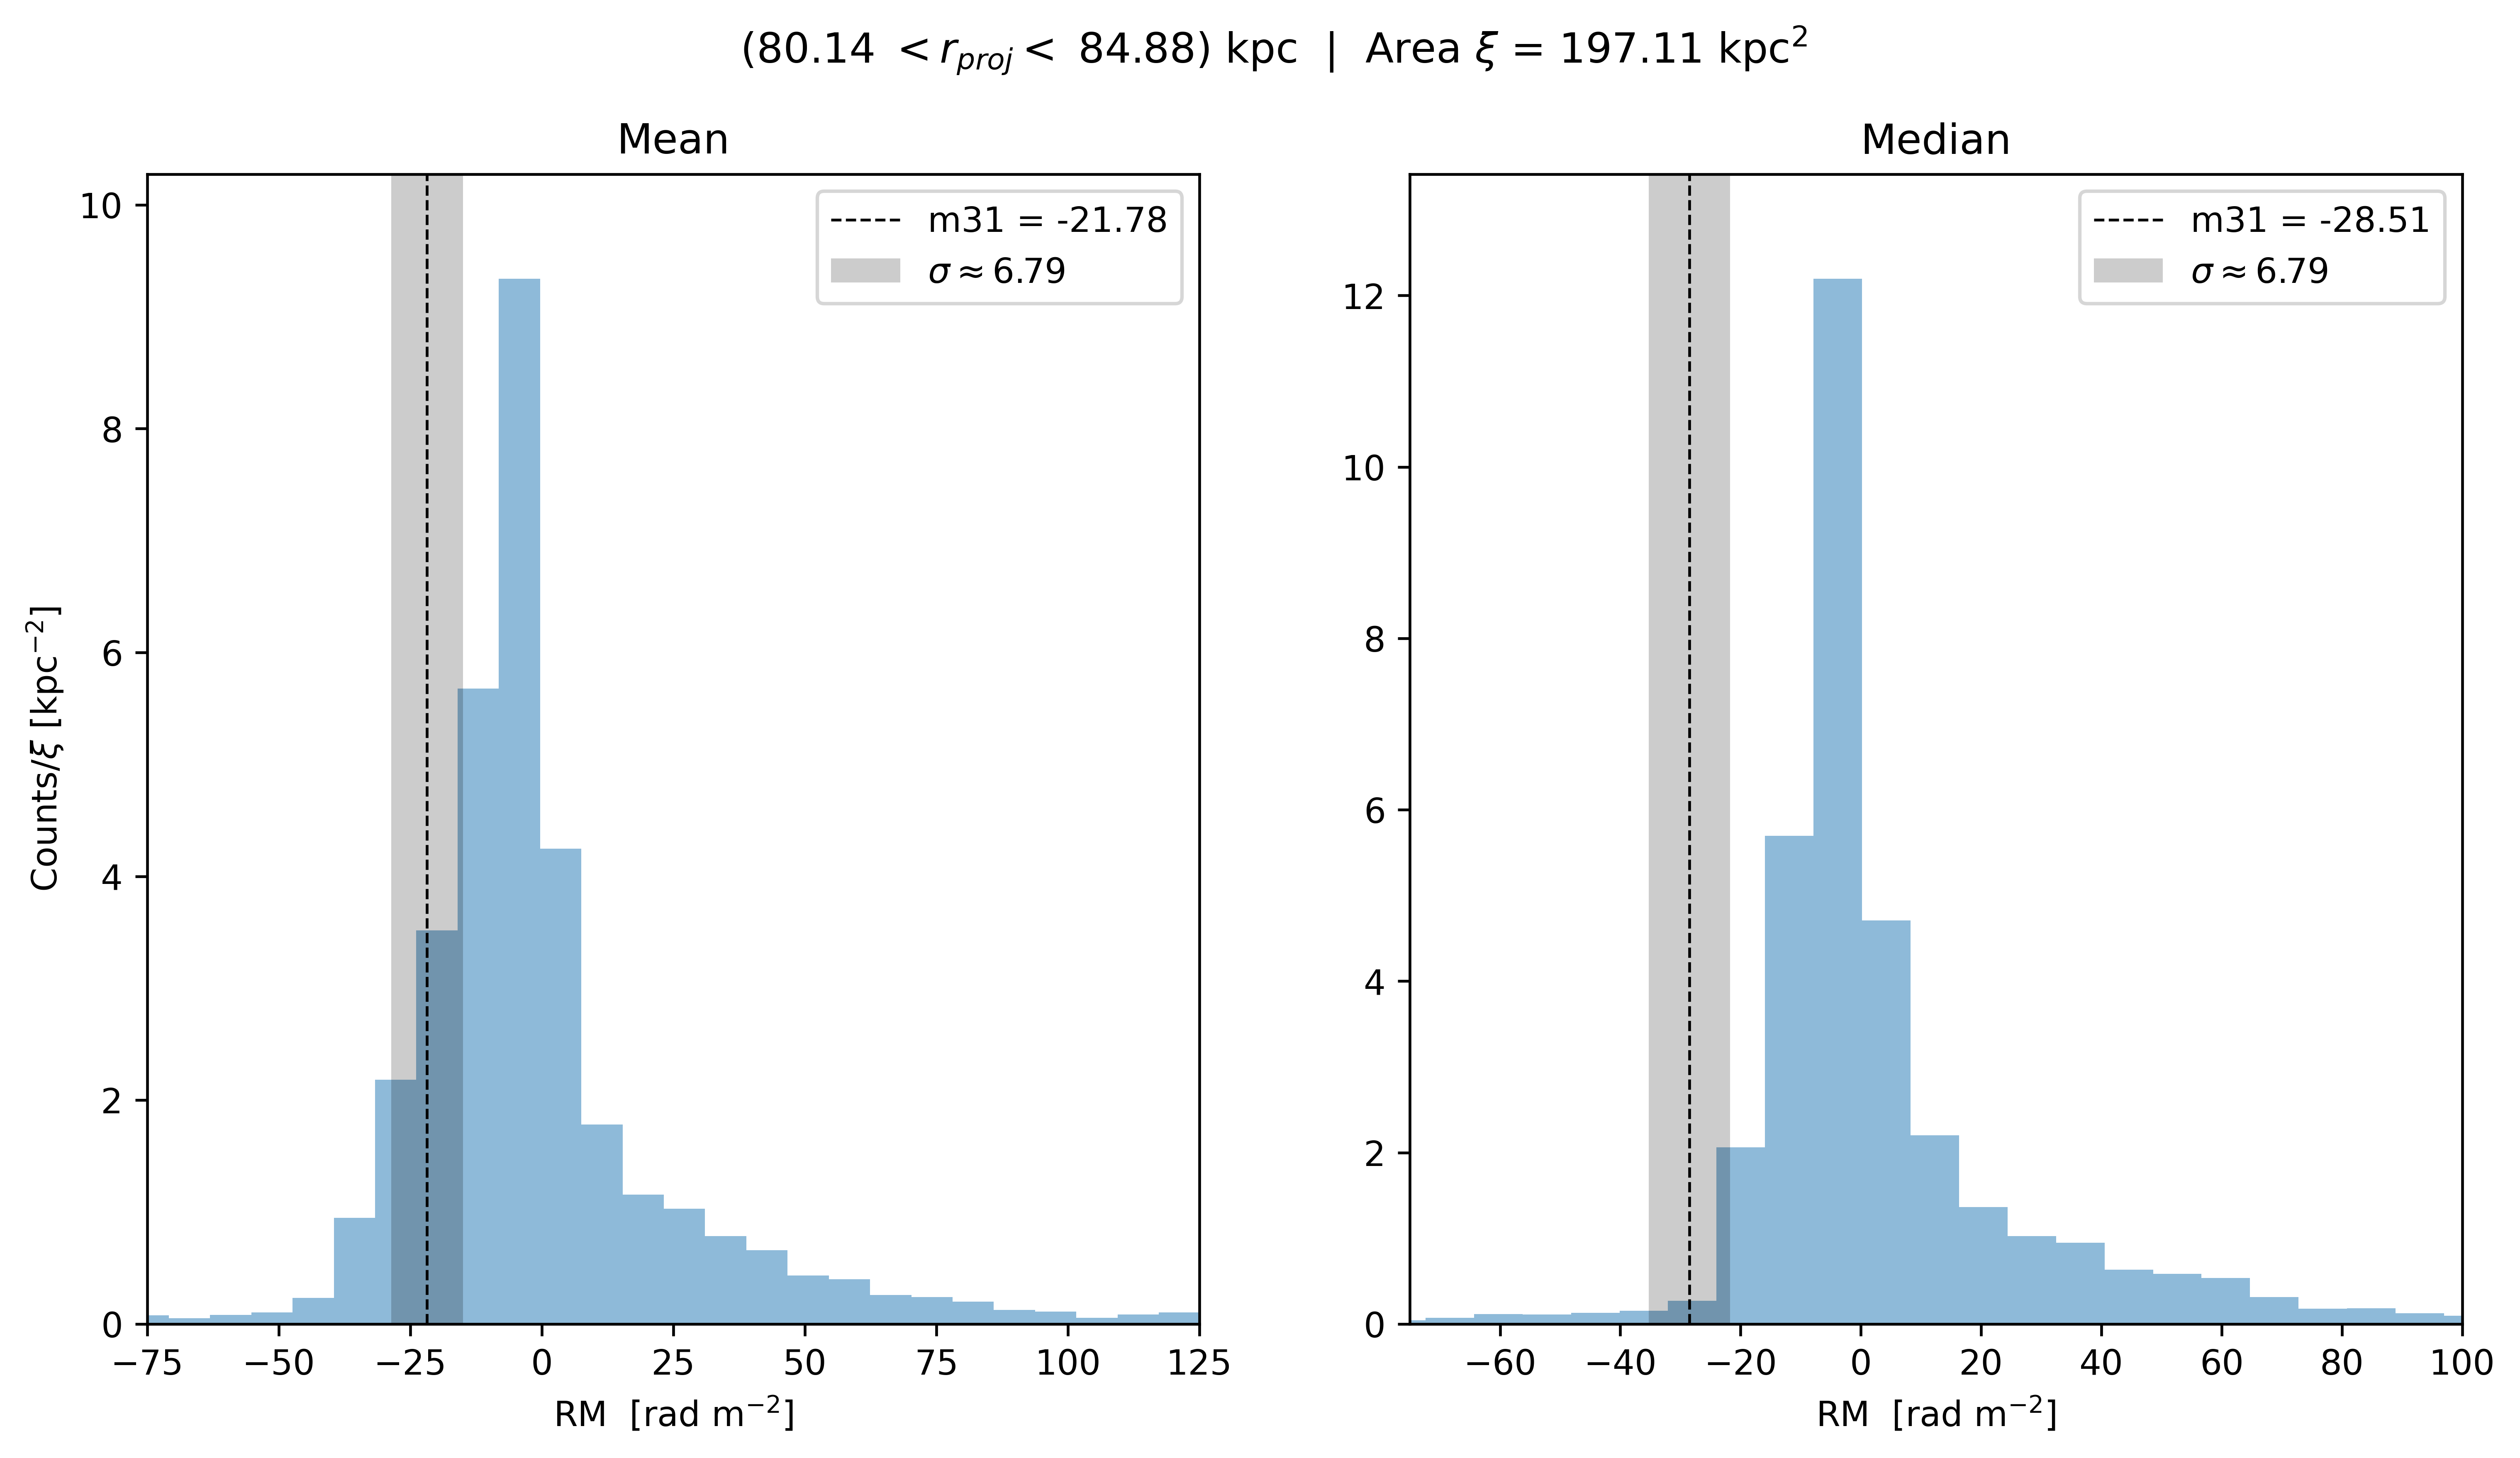 (80.14 < r_proj < 84.88) kpc | Area ξ = 197.11 kpc²
Mean
m31 = -21.78
σ ≈ 6.79
10
8
6
4
2
0
Counts/ξ [kpc⁻²]
−75 −50 −25 0 25 50 75 100 125
RM [rad m⁻²]
Median
m31 = -28.51
σ ≈ 6.79
12
10
8
6
4
2
0
−60 −40 −20 0 20 40 60 80 100
RM [rad m⁻²]